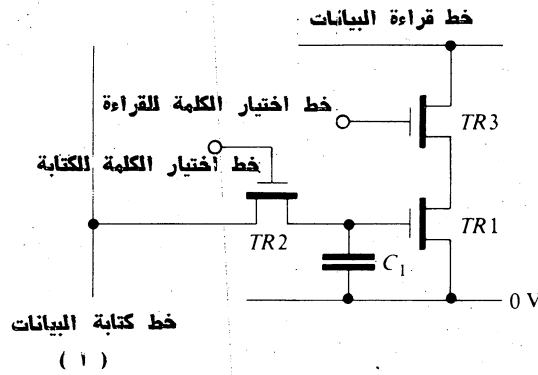 خط قراءة البيانات
خط اختيار الكلمة للقراءة
TR3
خط اختيار الكلمة للكتابة
TR1
TR2
C1
0 V
خط كتابة البيانات
( ١ )